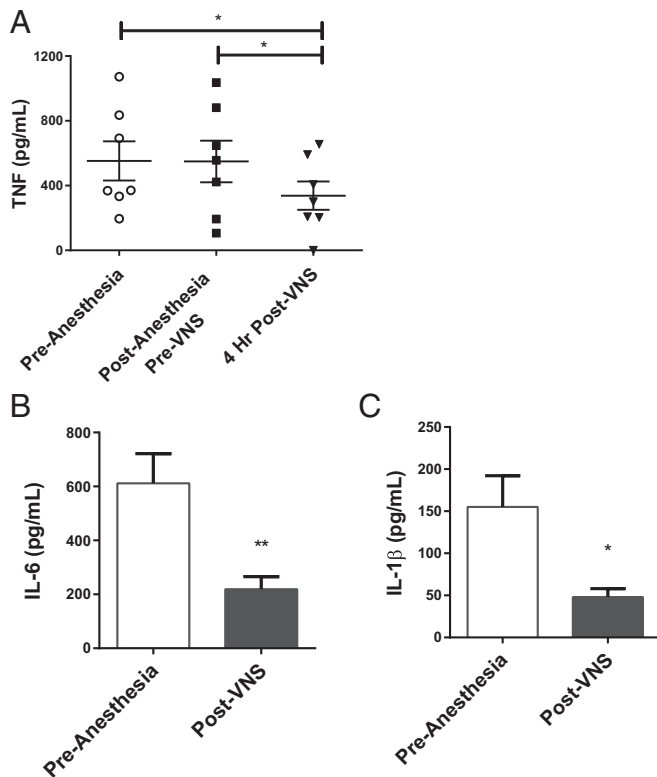 A
*
*
1200
800
400
0
TNF (pg/mL)
Pre-Anesthesia
Post-Anesthesia
Pre-VNS
4 Hr Post-VNS
B
800
600
400
200
0
IL-6 (pg/mL)
**
Pre-Anesthesia
Post-VNS
C
250
200
150
100
50
0
IL-1β (pg/mL)
*
Pre-Anesthesia
Post-VNS